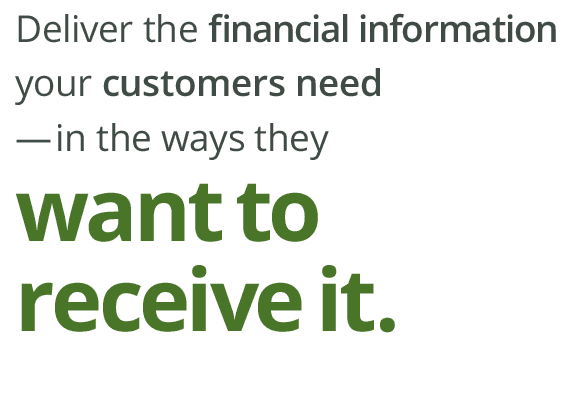 Deliver the financial information
your customers need
—in the ways they
want to
receive it.